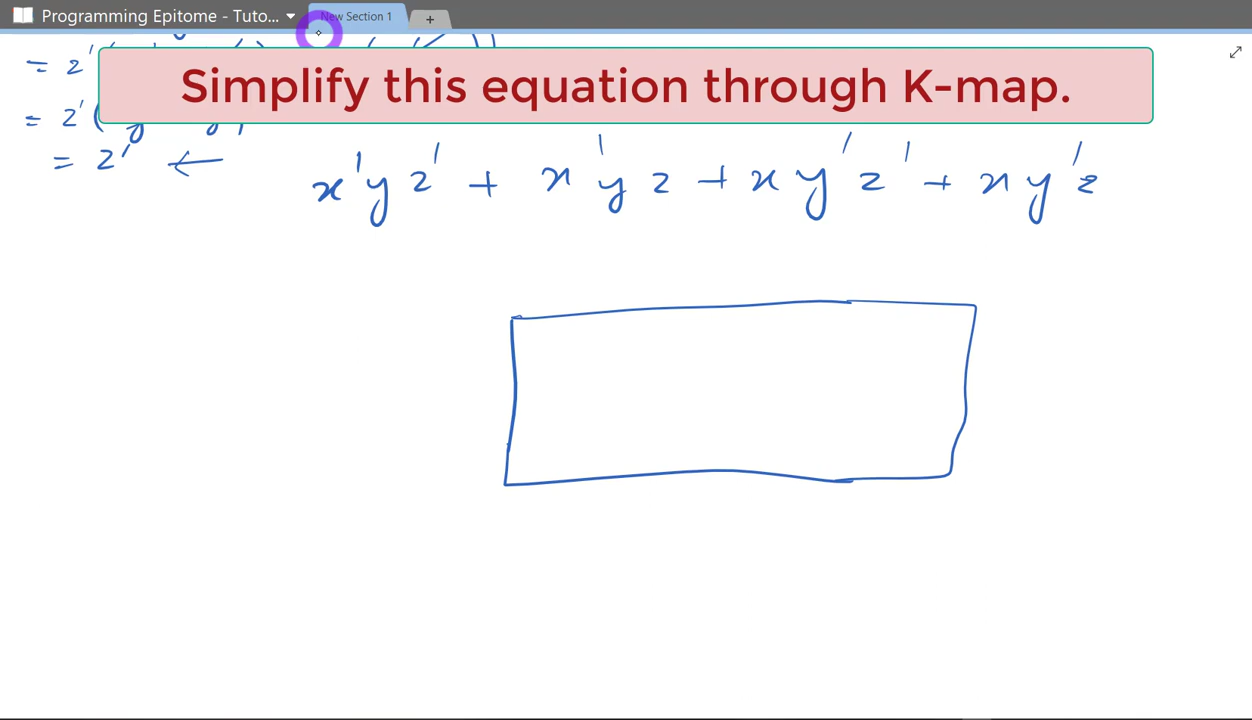 Programming Epitome - Tuto...
New Section 1
+
Simplify this equation through K-map.
= z'
= z'(
= z' ←
x'yz' + x'yz + xy'z' + xy'z